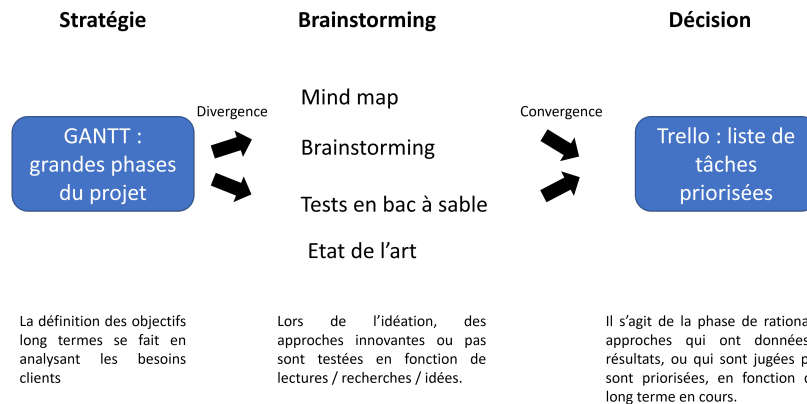 Stratégie
Brainstorming
Décision
Divergence
Convergence
GANTT :
grandes phases
du projet
Mind map
Brainstorming
Tests en bac à sable
Etat de l'art
Trello : liste de
tâches
priorisées
La définition des objectifs
long termes se fait en
analysant les besoins
clients
Lors de l'idéation, des
approches innovantes ou pas
sont testées en fonction de
lectures / recherches / idées.
Il s'agit de la phase de
approches qui ont données
résultats, ou qui sont jugées
sont priorisées, en fonction
long terme en cours.